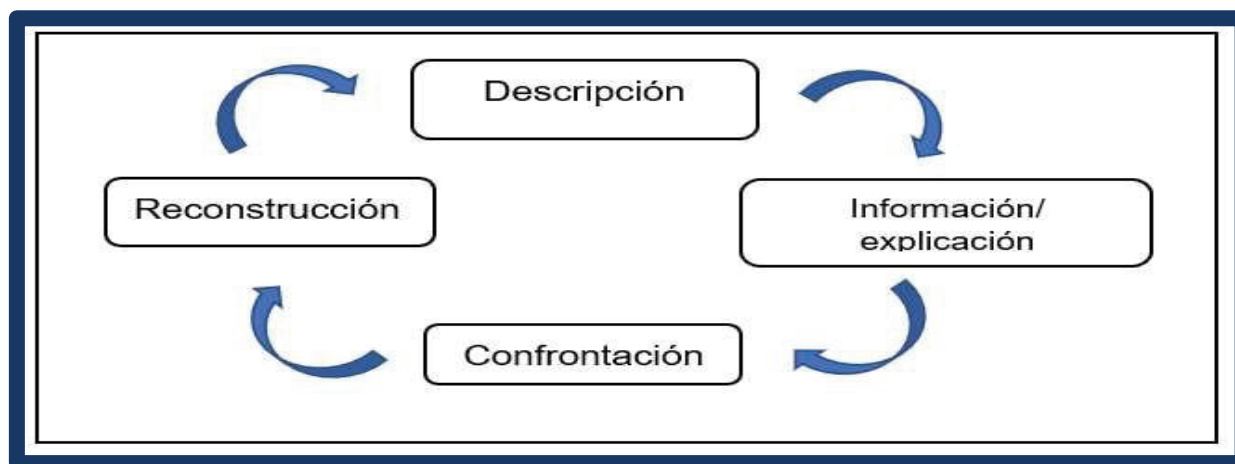 Descripción
Reconstrucción
Información/
explicación
Confrontación